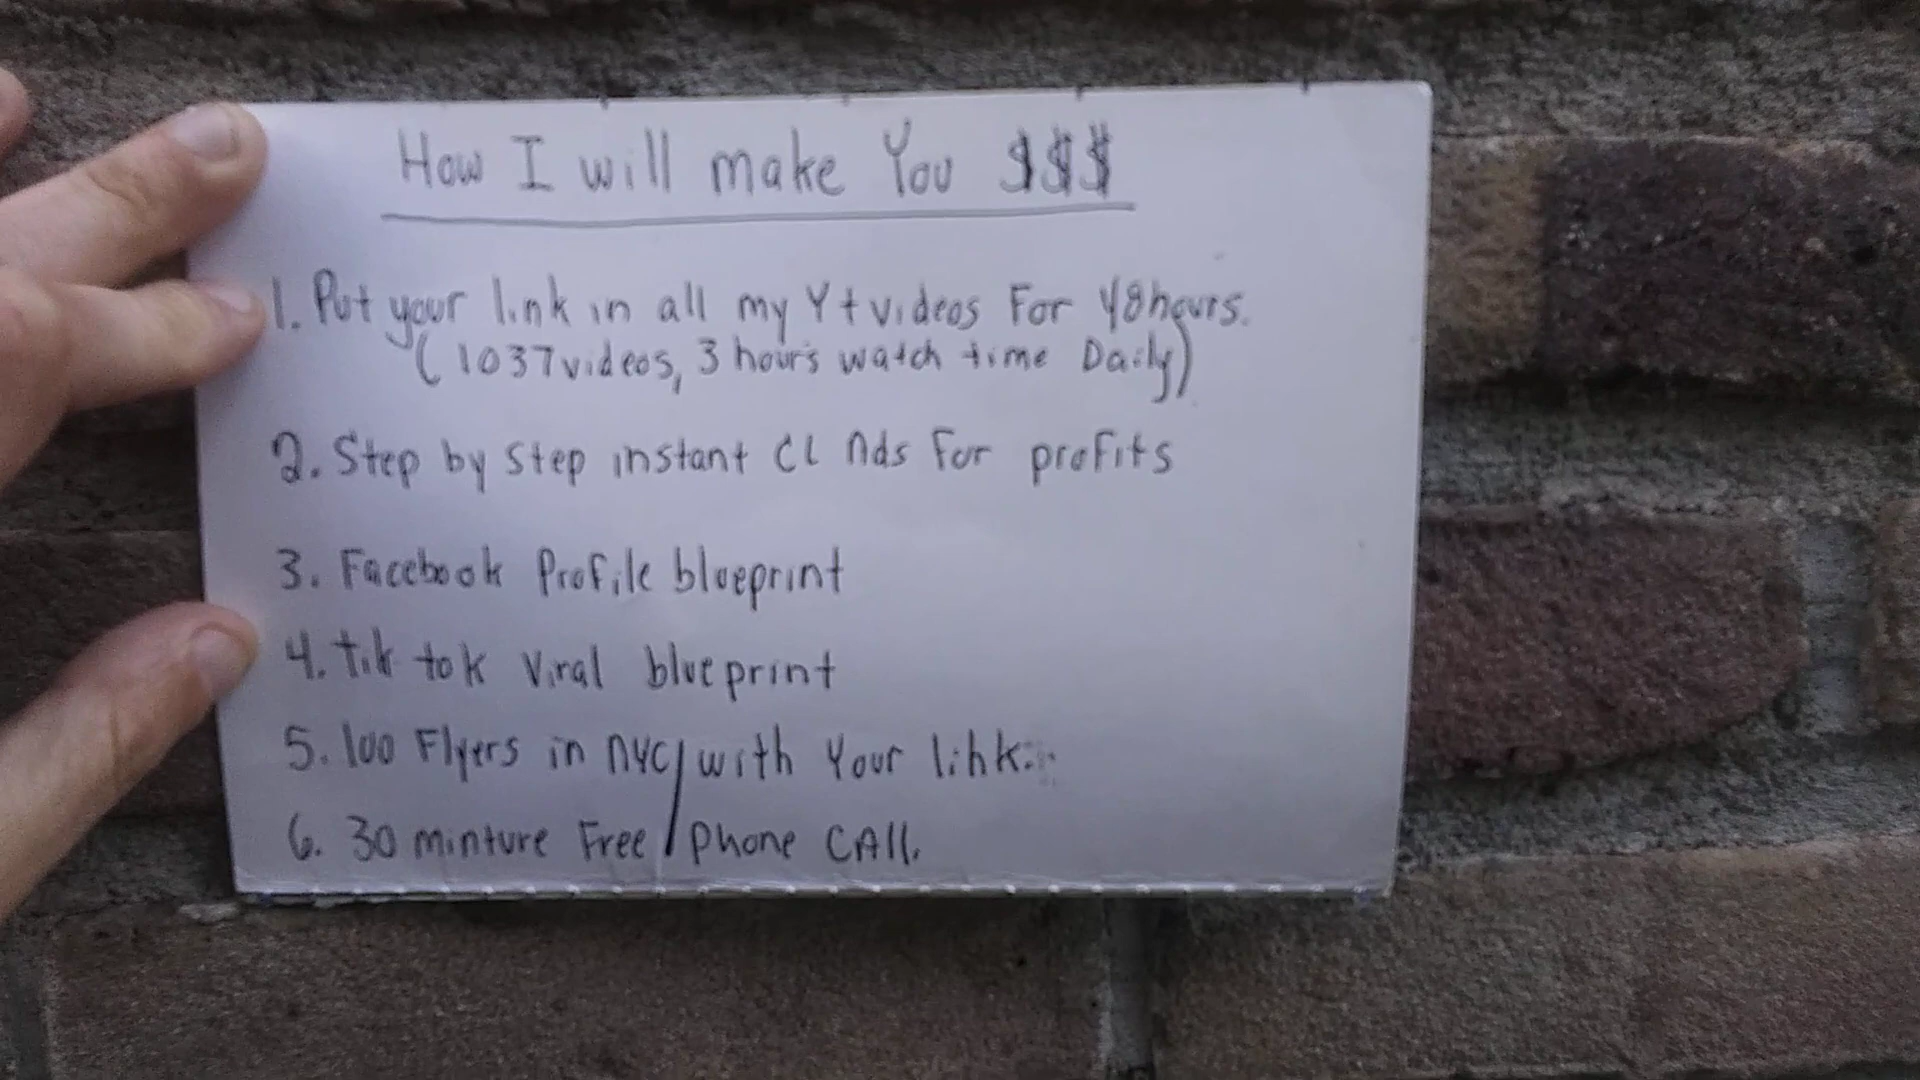 How I will make You $$$
1. Put your link in all my Yt videos For 48hours.
(1037videos, 3 hours watch time Daily)
2. Step by Step instant CL Ads For profits
3. Facebook Profile blueprint
4. Tik tok Viral blueprint
5. 100 Flyers in NYC/with Your link.
6. 30 minture Free/Phone CAll.